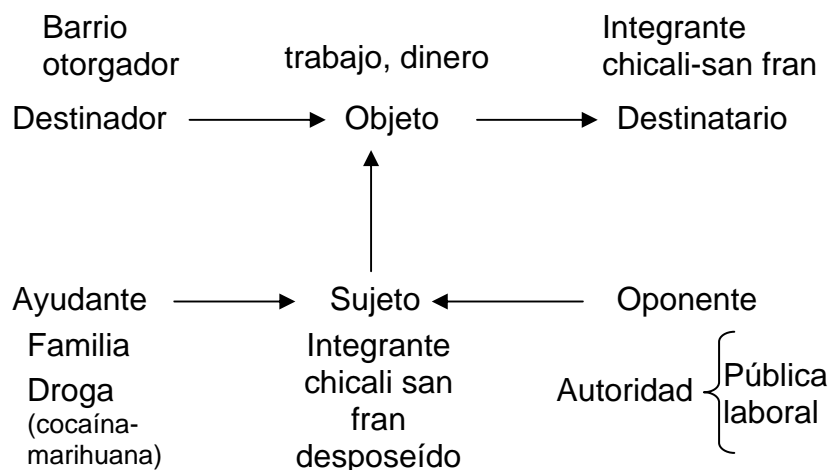 Barrio
otorgador
trabajo, dinero
Integrante
chicali-san fran
Destinador
Objeto
Destinatario
Ayudante
Sujeto
Oponente
Familia
Droga
(cocaína-
marihuana)
Integrante
chicali san
fran
desposeído
Autoridad
Pública
laboral